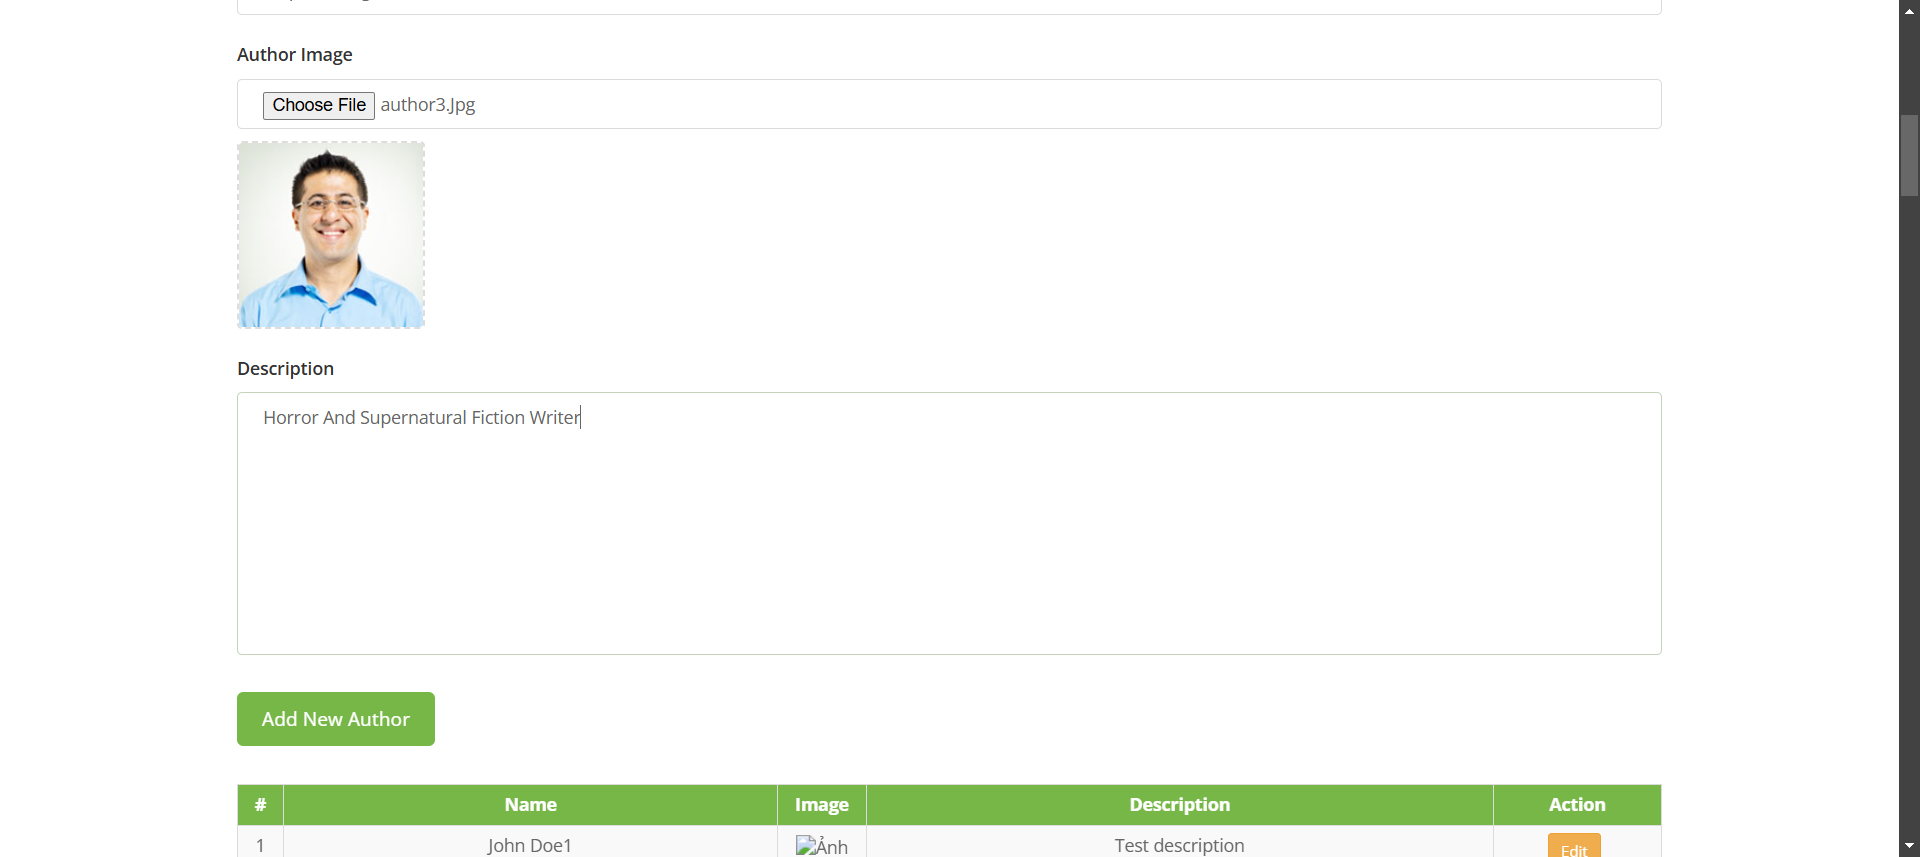 Author Image
Choose File author3.Jpg
Description
Horror And Supernatural Fiction Writer
Add New Author
# Name Image Description Action
1 John Doe1 Ảnh Test description Edit